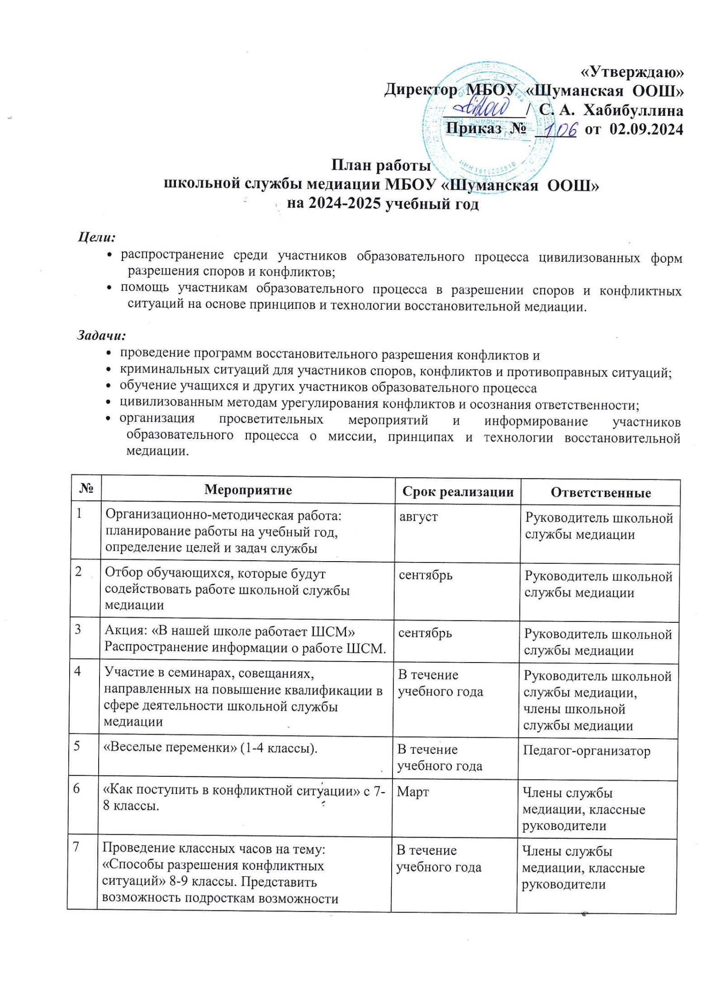 «Утверждаю»
Директор МБОУ «Шуманская ООШ»
/ С. А. Хабибуллина
Приказ № 106 от 02.09.2024
План работы
школьной службы медиации МБОУ «Шуманская ООШ»
на 2024-2025 учебный год
Цели:
• распространение среди участников образовательного процесса цивилизованных форм
разрешения споров и конфликтов;
• помощь участникам образовательного процесса в разрешении споров и конфликтных
ситуаций на основе принципов и технологии восстановительной медиации.
Задачи:
• проведение программ восстановительного разрешения конфликтов и
• криминальных ситуаций для участников споров, конфликтов и противоправных ситуаций;
• обучение учащихся и других участников образовательного процесса
• цивилизованным методам урегулирования конфликтов и осознания ответственности;
• организация просветительных мероприятий и информирование участников
образовательного процесса о миссии, принципах и технологии восстановительной
медиации.
№ Мероприятие Срок реализации Ответственные
1 Организационно-методическая работа: август Руководитель школьной
планирование работы на учебный год, службы медиации
определение целей и задач службы
2 Отбор обучающихся, которые будут сентябрь Руководитель школьной
содействовать работе школьной службы службы медиации
медиации
3 Акция: «В нашей школе работает ШСМ» сентябрь Руководитель школьной
Распространение информации о работе ШСМ. службы медиации
4 Участие в семинарах, совещаниях, В течение Руководитель школьной
направленных на повышение квалификации в учебного года службы медиации,
сфере деятельности школьной службы члены школьной
медиации службы медиации
5 «Веселые переменки» (1-4 классы). В течение Педагог-организатор
учебного года
6 «Как поступить в конфликтной ситуации» с 7- Март Члены службы
8 классы. медиации, классные
руководители
7 Проведение классных часов на тему: В течение Члены службы
«Способы разрешения конфликтных учебного года медиации, классные
ситуаций» 8-9 классы. Представить руководители
возможность подросткам возможности